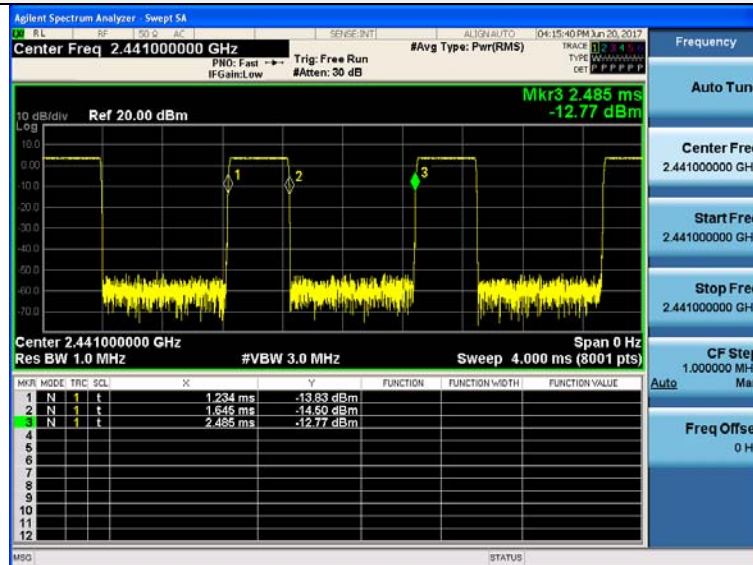 Agilent Spectrum Analyzer - Swept SA
RL RF 50 Ω AC SENSE:INT ALIGNAUTO 04:15:40 PM Jun 20, 2017
Center Freq 2.441000000 GHz
#Avg Type: Pwr(RMS)
TRACE 1 2 3 4 5 6
PNO: Fast Trig: Free Run
TYPE
IFGain:Low #Atten: 30 dB
DET P P P P P P
Mkr3 2.485 ms
-12.77 dBm
10 dB/div Ref 20.00 dBm
Log
10.0
0.00
-10.0
-20.0
-30.0
-40.0
-50.0
-60.0
-70.0
1
2
3
Center 2.441000000 GHz Span 0 Hz
Res BW 1.0 MHz #VBW 3.0 MHz Sweep 4.000 ms (8001 pts)
MKR MODE TRC SCL X Y FUNCTION FUNCTION WIDTH FUNCTION VALUE
1 N 1 t 1.234 ms -13.83 dBm
2 N 1 t 1.645 ms -14.50 dBm
3 N 1 t 2.485 ms -12.77 dBm
4
5
6
7
8
9
10
11
12
MSG STATUS
Frequency
Auto Tun
Center Fre
2.441000000 GH
Start Fre
2.441000000 GH
Stop Fre
2.441000000 GH
CF Ste
1.000000 MH
Auto Ma
Freq Offse
0 H